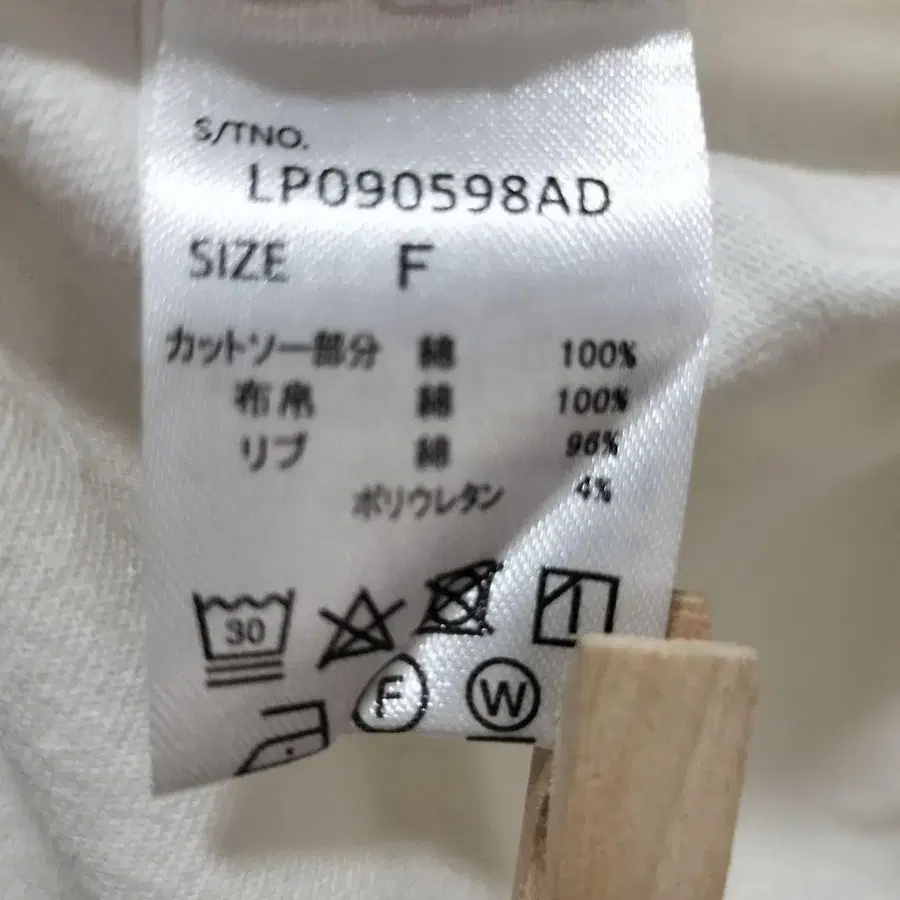 S/TNO.
LP090598AD
SIZE F
カットソー部分 綿 100%
布帛 綿 100%
リブ 綿 96%
ポリウレタン 4%
30
F W